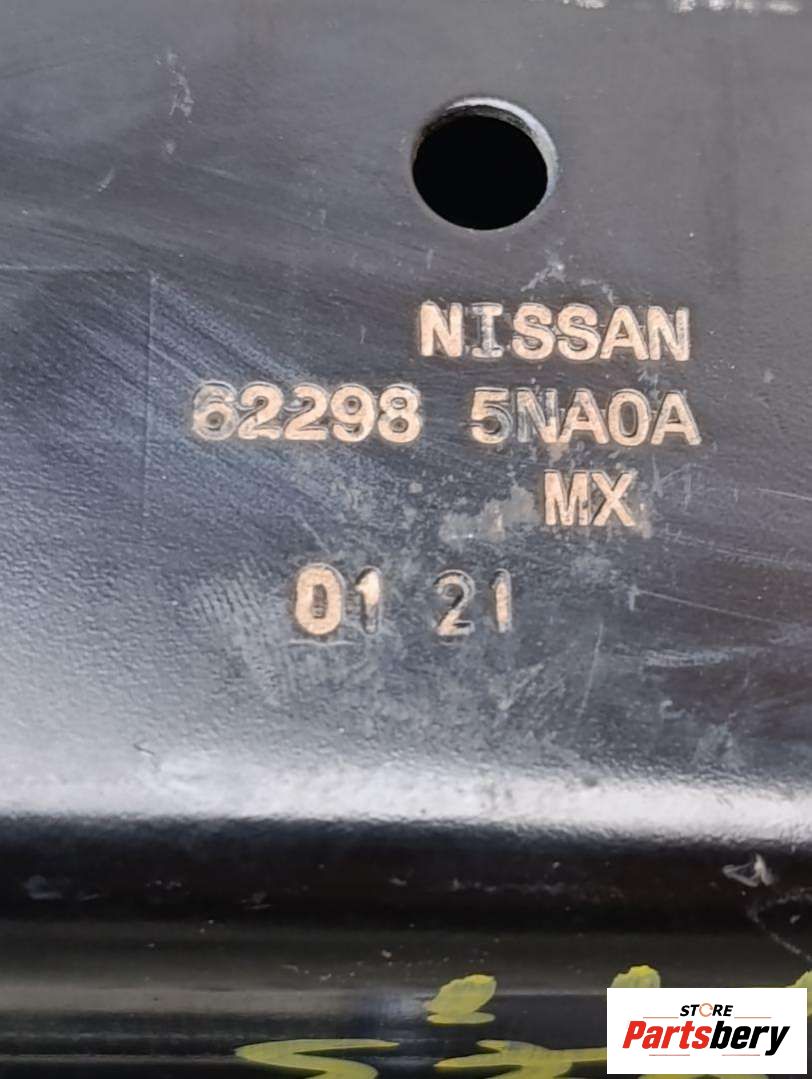 NISSAN
62298 5NA0A
MX
01 21
STORE
Partsbery